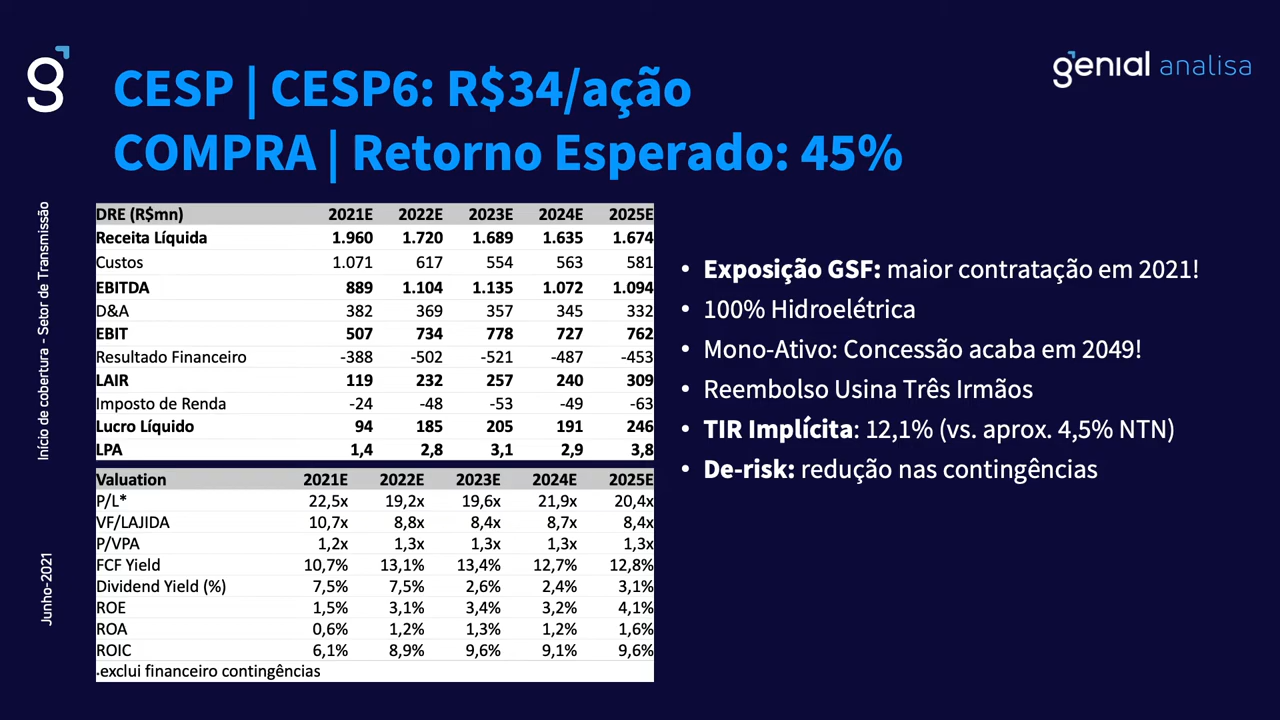 genial analisa
CESP | CESP6: R$34/ação
COMPRA | Retorno Esperado: 45%
Início de cobertura - Setor de Transmissão
Junho-2021
DRE (R$mn) 2021E 2022E 2023E 2024E 2025E
Receita Líquida 1.960 1.720 1.689 1.635 1.674
Custos 1.071 617 554 563 581
EBITDA 889 1.104 1.135 1.072 1.094
D&A 382 369 357 345 332
EBIT 507 734 778 727 762
Resultado Financeiro -388 -502 -521 -487 -453
LAIR 119 232 257 240 309
Imposto de Renda -24 -48 -53 -49 -63
Lucro Líquido 94 185 205 191 246
LPA 1,4 2,8 3,1 2,9 3,8
Valuation 2021E 2022E 2023E 2024E 2025E
P/L* 22,5x 19,2x 19,6x 21,9x 20,4x
VF/LAJIDA 10,7x 8,8x 8,4x 8,7x 8,4x
P/VPA 1,2x 1,3x 1,3x 1,3x 1,3x
FCF Yield 10,7% 13,1% 13,4% 12,7% 12,8%
Dividend Yield (%) 7,5% 7,5% 2,6% 2,4% 3,1%
ROE 1,5% 3,1% 3,4% 3,2% 4,1%
ROA 0,6% 1,2% 1,3% 1,2% 1,6%
ROIC 6,1% 8,9% 9,6% 9,1% 9,6%
.exclui financeiro contingências
• Exposição GSF: maior contratação em 2021!
• 100% Hidroelétrica
• Mono-Ativo: Concessão acaba em 2049!
• Reembolso Usina Três Irmãos
• TIR Implícita: 12,1% (vs. aprox. 4,5% NTN)
• De-risk: redução nas contingências